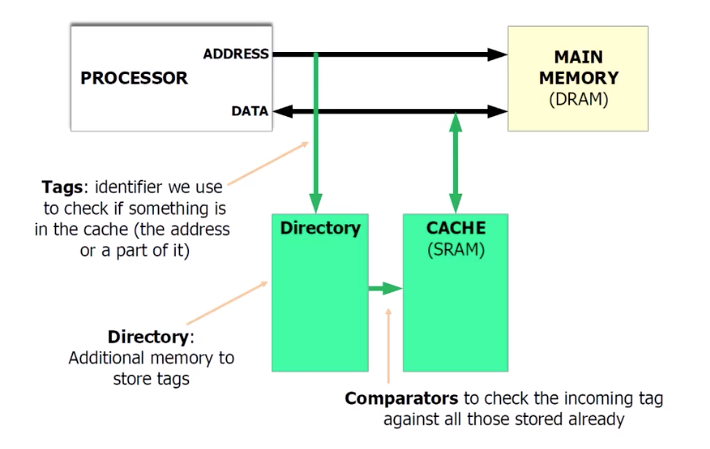 PROCESSOR
ADDRESS
DATA
MAIN
MEMORY
(DRAM)
Tags: identifier we use
to check if something is
in the cache (the address
or a part of it)
Directory
CACHE
(SRAM)
Directory:
Additional memory to
store tags
Comparators to check the incoming tag
against all those stored already